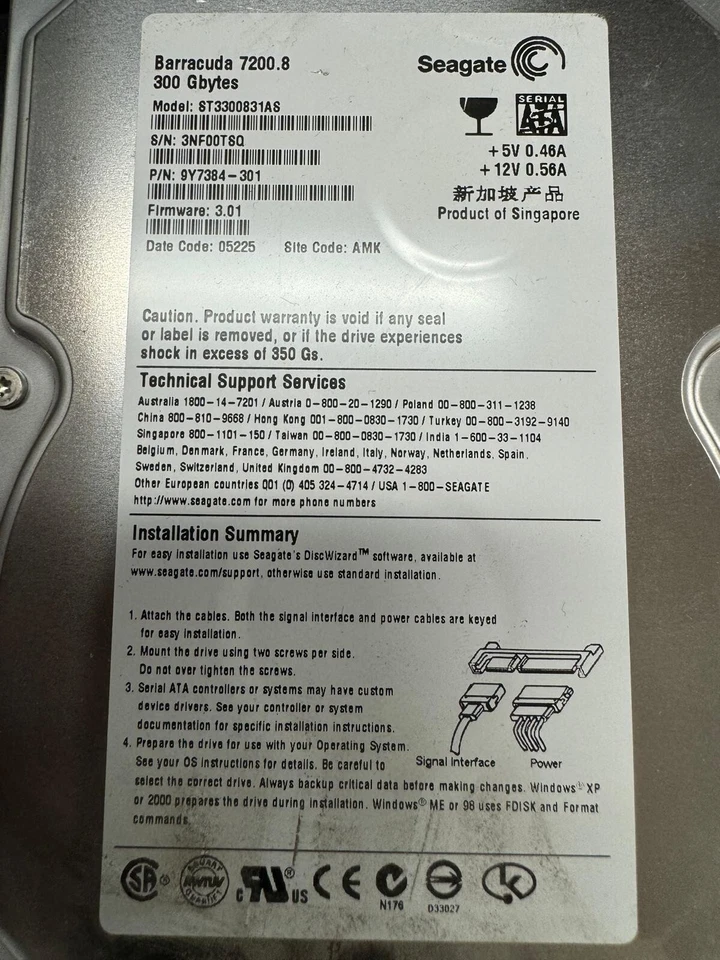 Barracuda 7200.8
300 Gbytes
Seagate
Model: ST3300831AS
SERIAL
ATA
S/N: 3NF00TSQ
+5V 0.46A
+12V 0.56A
P/N: 9Y7384-301
新加坡产品
Product of Singapore
Firmware: 3.01
Date Code: 05225 Site Code: AMK
Caution. Product warranty is void if any seal
or label is removed, or if the drive experiences
shock in excess of 350 Gs.
Technical Support Services
Australia 1800-14-7201 / Austria 0-800-20-1290 / Poland 00-800-311-1238
China 800-810-9668 / Hong Kong 001-800-0830-1730 / Turkey 00-800-3192-9140
Singapore 800-1101-150 / Taiwan 00-800-0830-1730 / India 1-600-33-1104
Belgium, Denmark, France, Germany, Ireland, Italy, Norway, Netherlands, Spain,
Sweden, Switzerland, United Kingdom 00-800-4732-4283
Other European countries 001 (0) 405 324-4714 / USA 1-800-SEAGATE
http://www.seagate.com for more phone numbers
Installation Summary
For easy installation use Seagate's DiscWizard™ software, available at
www.seagate.com/support, otherwise use standard installation.
1. Attach the cables. Both the signal interface and power cables are keyed
for easy installation.
2. Mount the drive using two screws per side.
Do not over tighten the screws.
3. Serial ATA controllers or systems may have custom
device drivers. See your controller or system
documentation for specific installation instructions.
4. Prepare the drive for use with your Operating System.
See your OS instructions for details. Be careful to
select the correct drive. Always backup critical data before making changes. Windows® XP
or 2000 prepares the drive during installation. Windows® ME or 98 uses FDISK and Format
commands.
Signal Interface Power
c RU® US
CE
N176
D33027